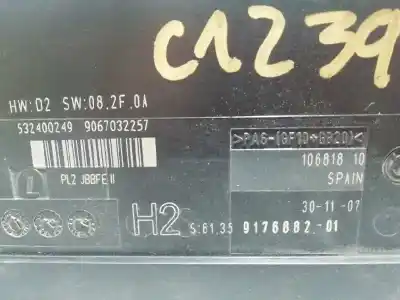 C1239
HW:D2 SW:08.2F.0A
532400249 9067032257
>PA6-(GF10+GB20)<
106818 10
PL2 JBBFE II
SPAIN
30-11-07
H2 S:61.35 9176882-01